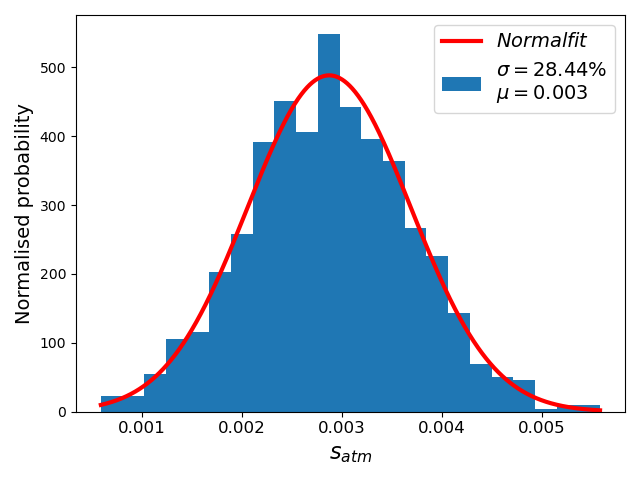 Normalfit
σ = 28.44%
μ = 0.003
Normalised probability
500
400
300
200
100
0
0.001 0.002 0.003 0.004 0.005
s_atm